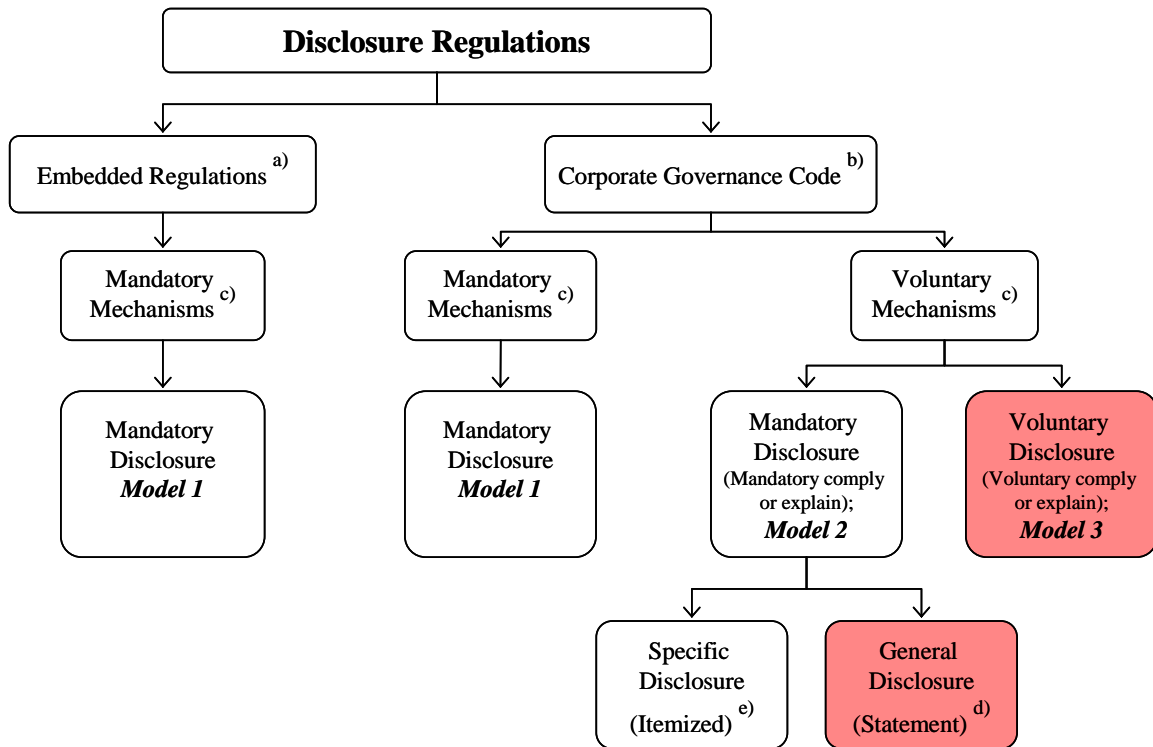 Disclosure Regulations
Embedded Regulations a)
Corporate Governance Code b)
Mandatory
Mechanisms c)
Mandatory
Mechanisms c)
Voluntary
Mechanisms c)
Mandatory
Disclosure
Model 1
Mandatory
Disclosure
Model 1
Mandatory
Disclosure
(Mandatory comply
or explain);
Model 2
Voluntary
Disclosure
(Voluntary comply
or explain);
Model 3
Specific
Disclosure
(Itemized) e)
General
Disclosure
(Statement) d)